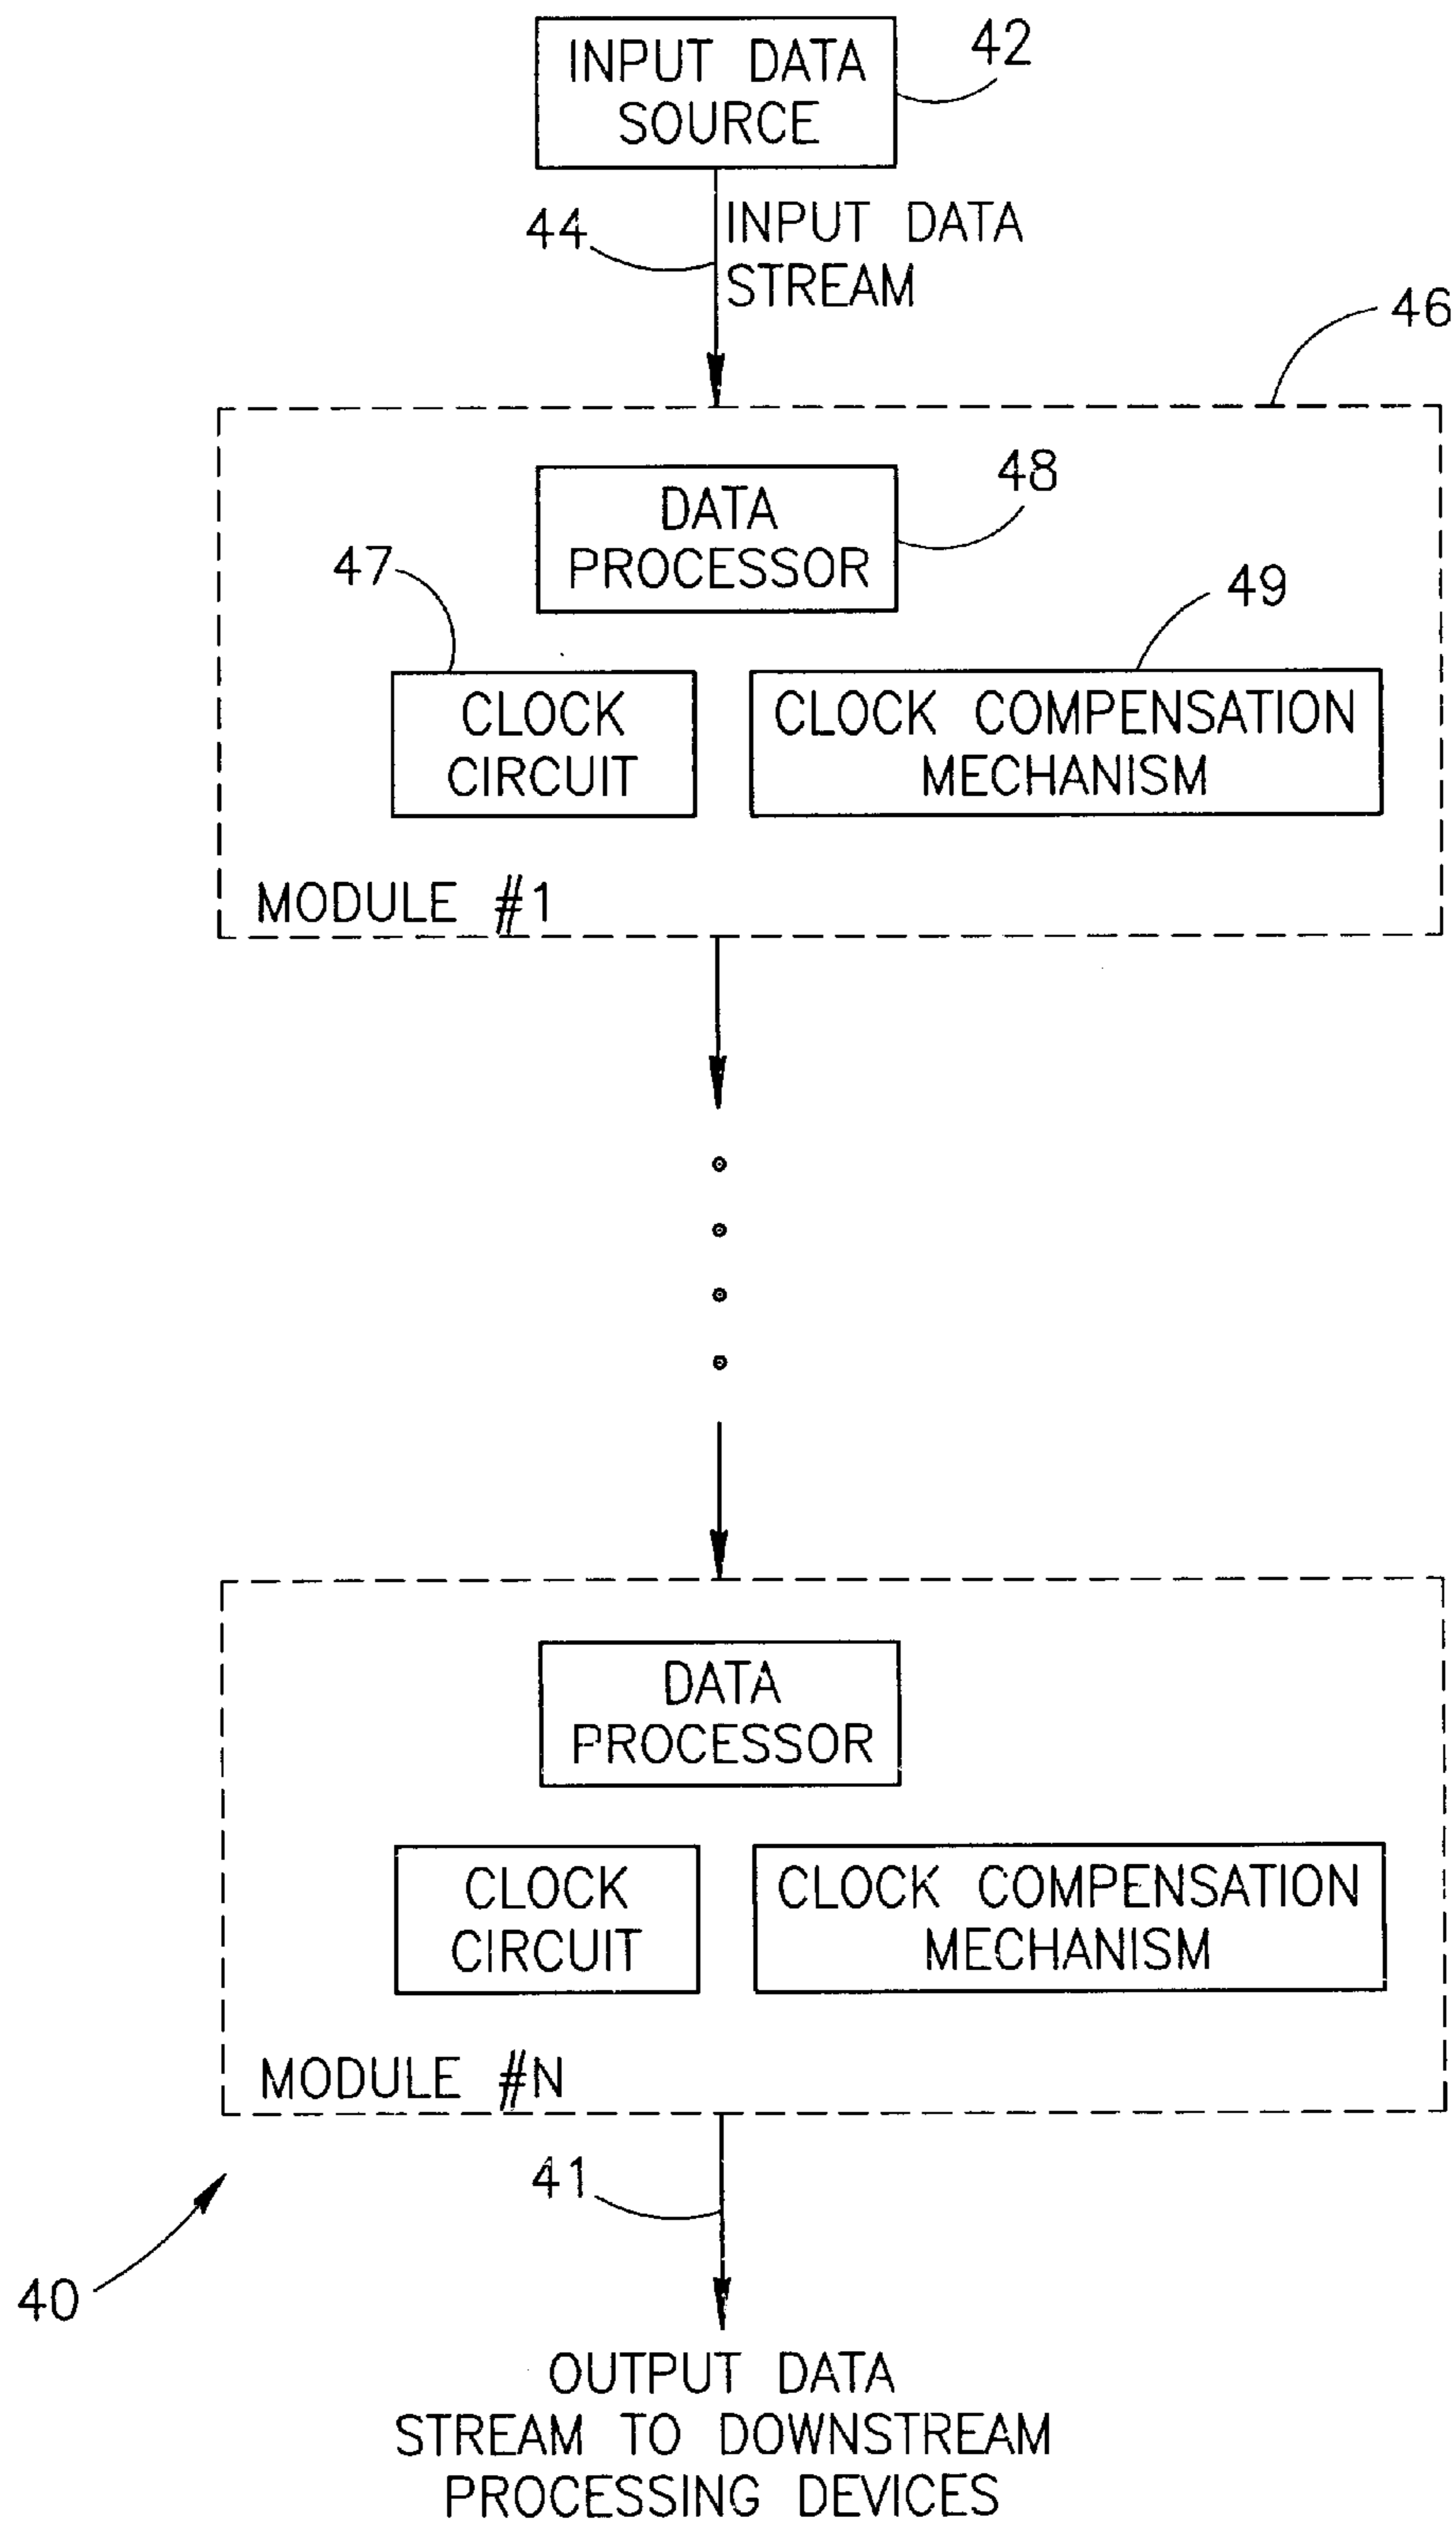 INPUT DATA
SOURCE
42
44
INPUT DATA
STREAM
46
DATA
PROCESSOR
48
47
49
CLOCK
CIRCUIT
CLOCK COMPENSATION
MECHANISM
MODULE #1
DATA
PROCESSOR
CLOCK
CIRCUIT
CLOCK COMPENSATION
MECHANISM
MODULE #N
41
40
OUTPUT DATA
STREAM TO DOWNSTREAM
PROCESSING DEVICES